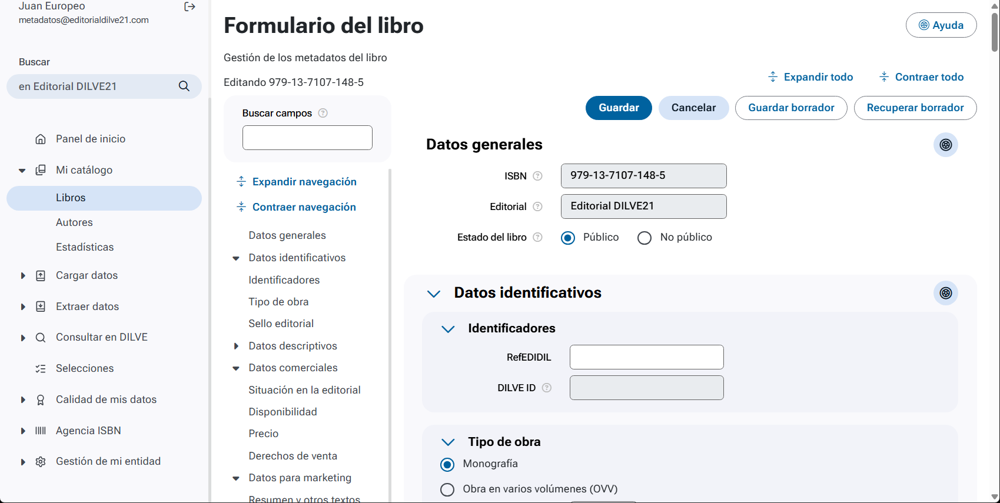 Juan Europeo
metadatos@editorialdilve21.com
Buscar
en Editorial DILVE21
Panel de inicio
Mi catálogo
Libros
Autores
Estadísticas
Cargar datos
Extraer datos
Consultar en DILVE
Selecciones
Calidad de mis datos
Agencia ISBN
Gestión de mi entidad
Formulario del libro
Ayuda
Gestión de los metadatos del libro
Editando 979-13-7107-148-5
Expandir todo
Contraer todo
Guardar
Cancelar
Guardar borrador
Recuperar borrador
Buscar campos ?
Expandir navegación
Contraer navegación
Datos generales
Datos identificativos
Identificadores
Tipo de obra
Sello editorial
Datos descriptivos
Datos comerciales
Situación en la editorial
Disponibilidad
Precio
Derechos de venta
Datos para marketing
Resumen y otros textos
Datos generales
ISBN ? 979-13-7107-148-5
Editorial ? Editorial DILVE21
Estado del libro ? Público No público
Datos identificativos
Identificadores
RefEDIDIL
DILVE ID ?
Tipo de obra
Monografía
Obra en varios volúmenes (OVV)